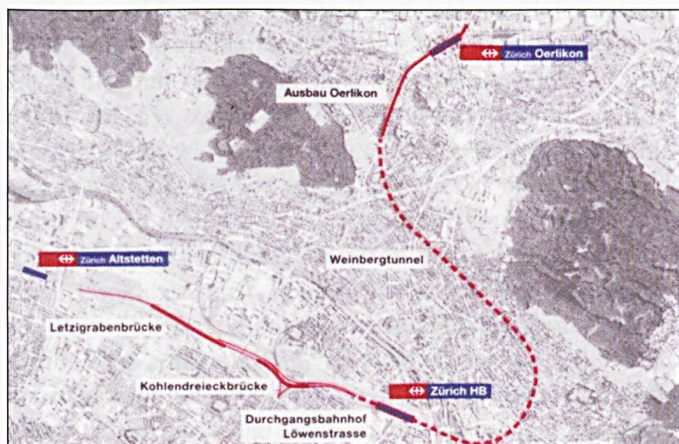 Zürich Oerlikon
Ausbau Oerlikon
Weinbergtunnel
Zürich Altstetten
Letzigrabenbrücke
Kohlendreieckbrücke
Zürich HB
Durchgangsbahnhof
Löwenstrasse